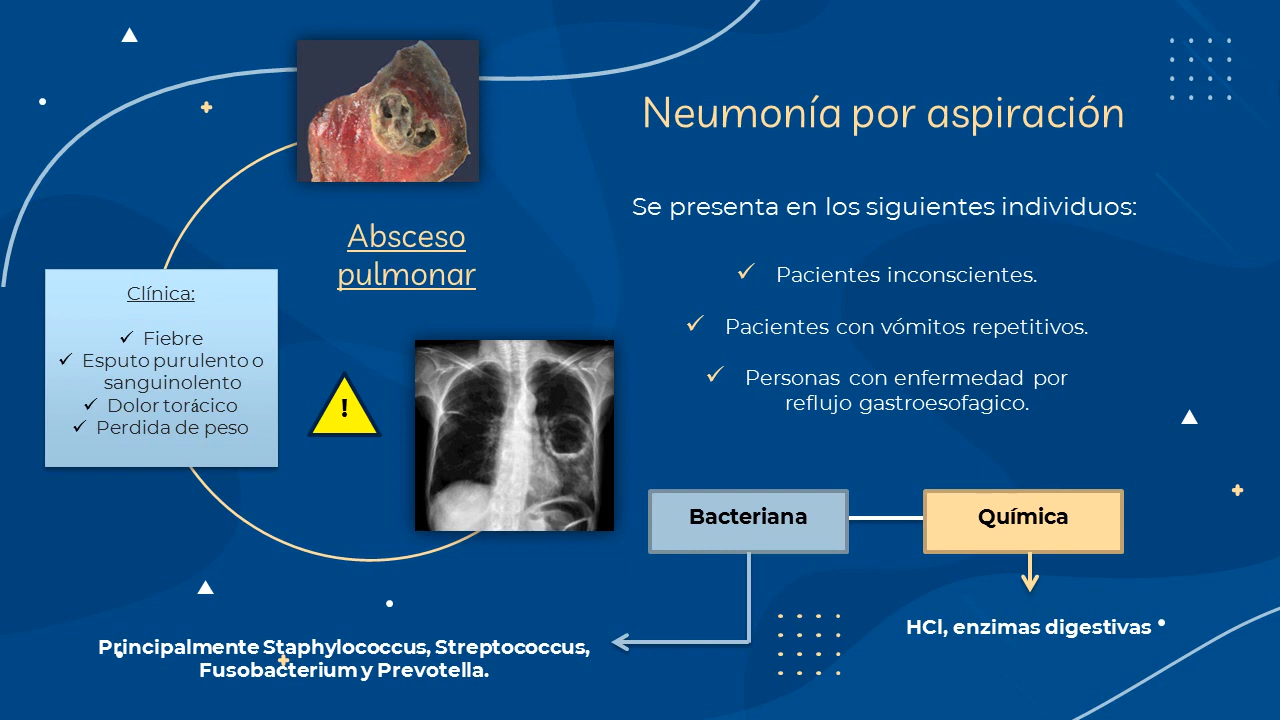 Neumonía por aspiración
Se presenta en los siguientes individuos:
✓ Pacientes inconscientes.
✓ Pacientes con vómitos repetitivos.
✓ Personas con enfermedad por
reflujo gastroesofagico.
Absceso
pulmonar
Clínica:
✓ Fiebre
✓ Esputo purulento o
sanguinolento
✓ Dolor torácico
✓ Perdida de peso
!
Bacteriana
Química
HCl, enzimas digestivas
Principalmente Staphylococcus, Streptococcus,
Fusobacterium y Prevotella.